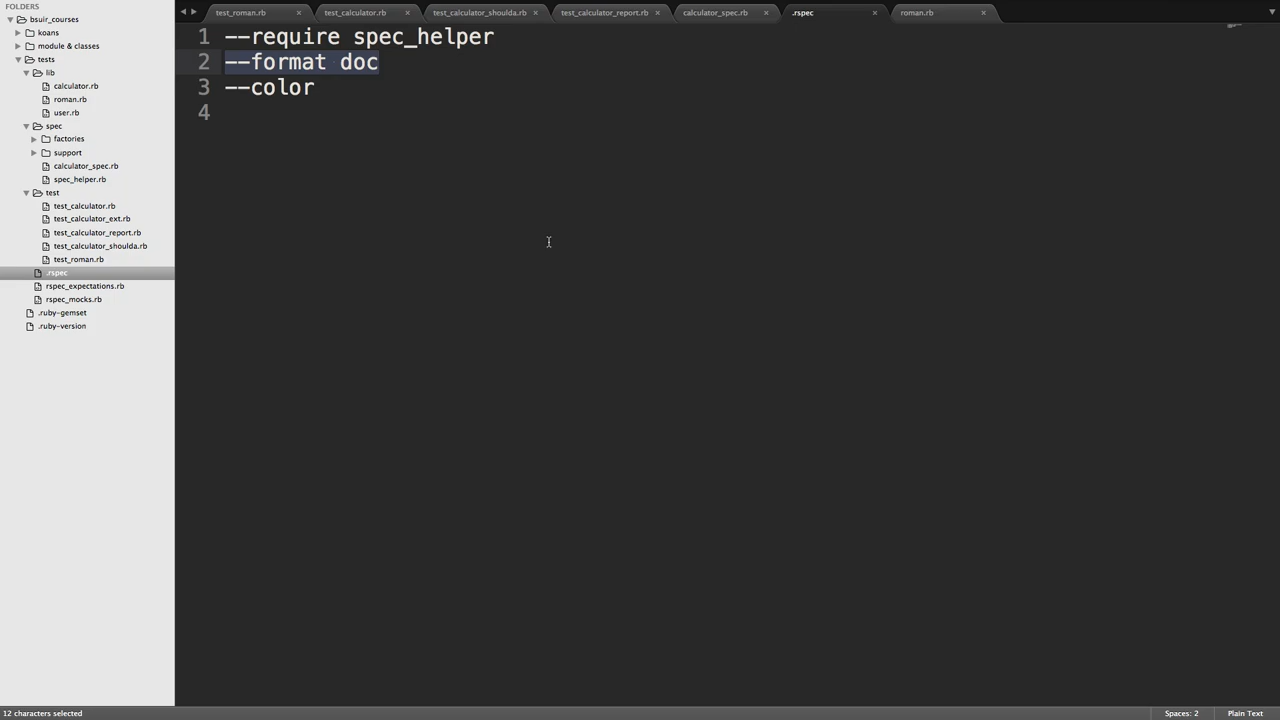 FOLDERS
bsuir_courses
koans
module & classes
tests
lib
calculator.rb
roman.rb
user.rb
spec
factories
support
calculator_spec.rb
spec_helper.rb
test
test_calculator.rb
test_calculator_ext.rb
test_calculator_report.rb
test_calculator_shoulda.rb
test_roman.rb
.rspec
rspec_expectations.rb
rspec_mocks.rb
.ruby-gemset
.ruby-version
test_roman.rb × test_calculator.rb × test_calculator_shoulda.rb × test_calculator_report.rb × calculator_spec.rb × .rspec × roman.rb ×
1 --require spec_helper
2 --format doc
3 --color
4
12 characters selected Spaces: 2 Plain Text